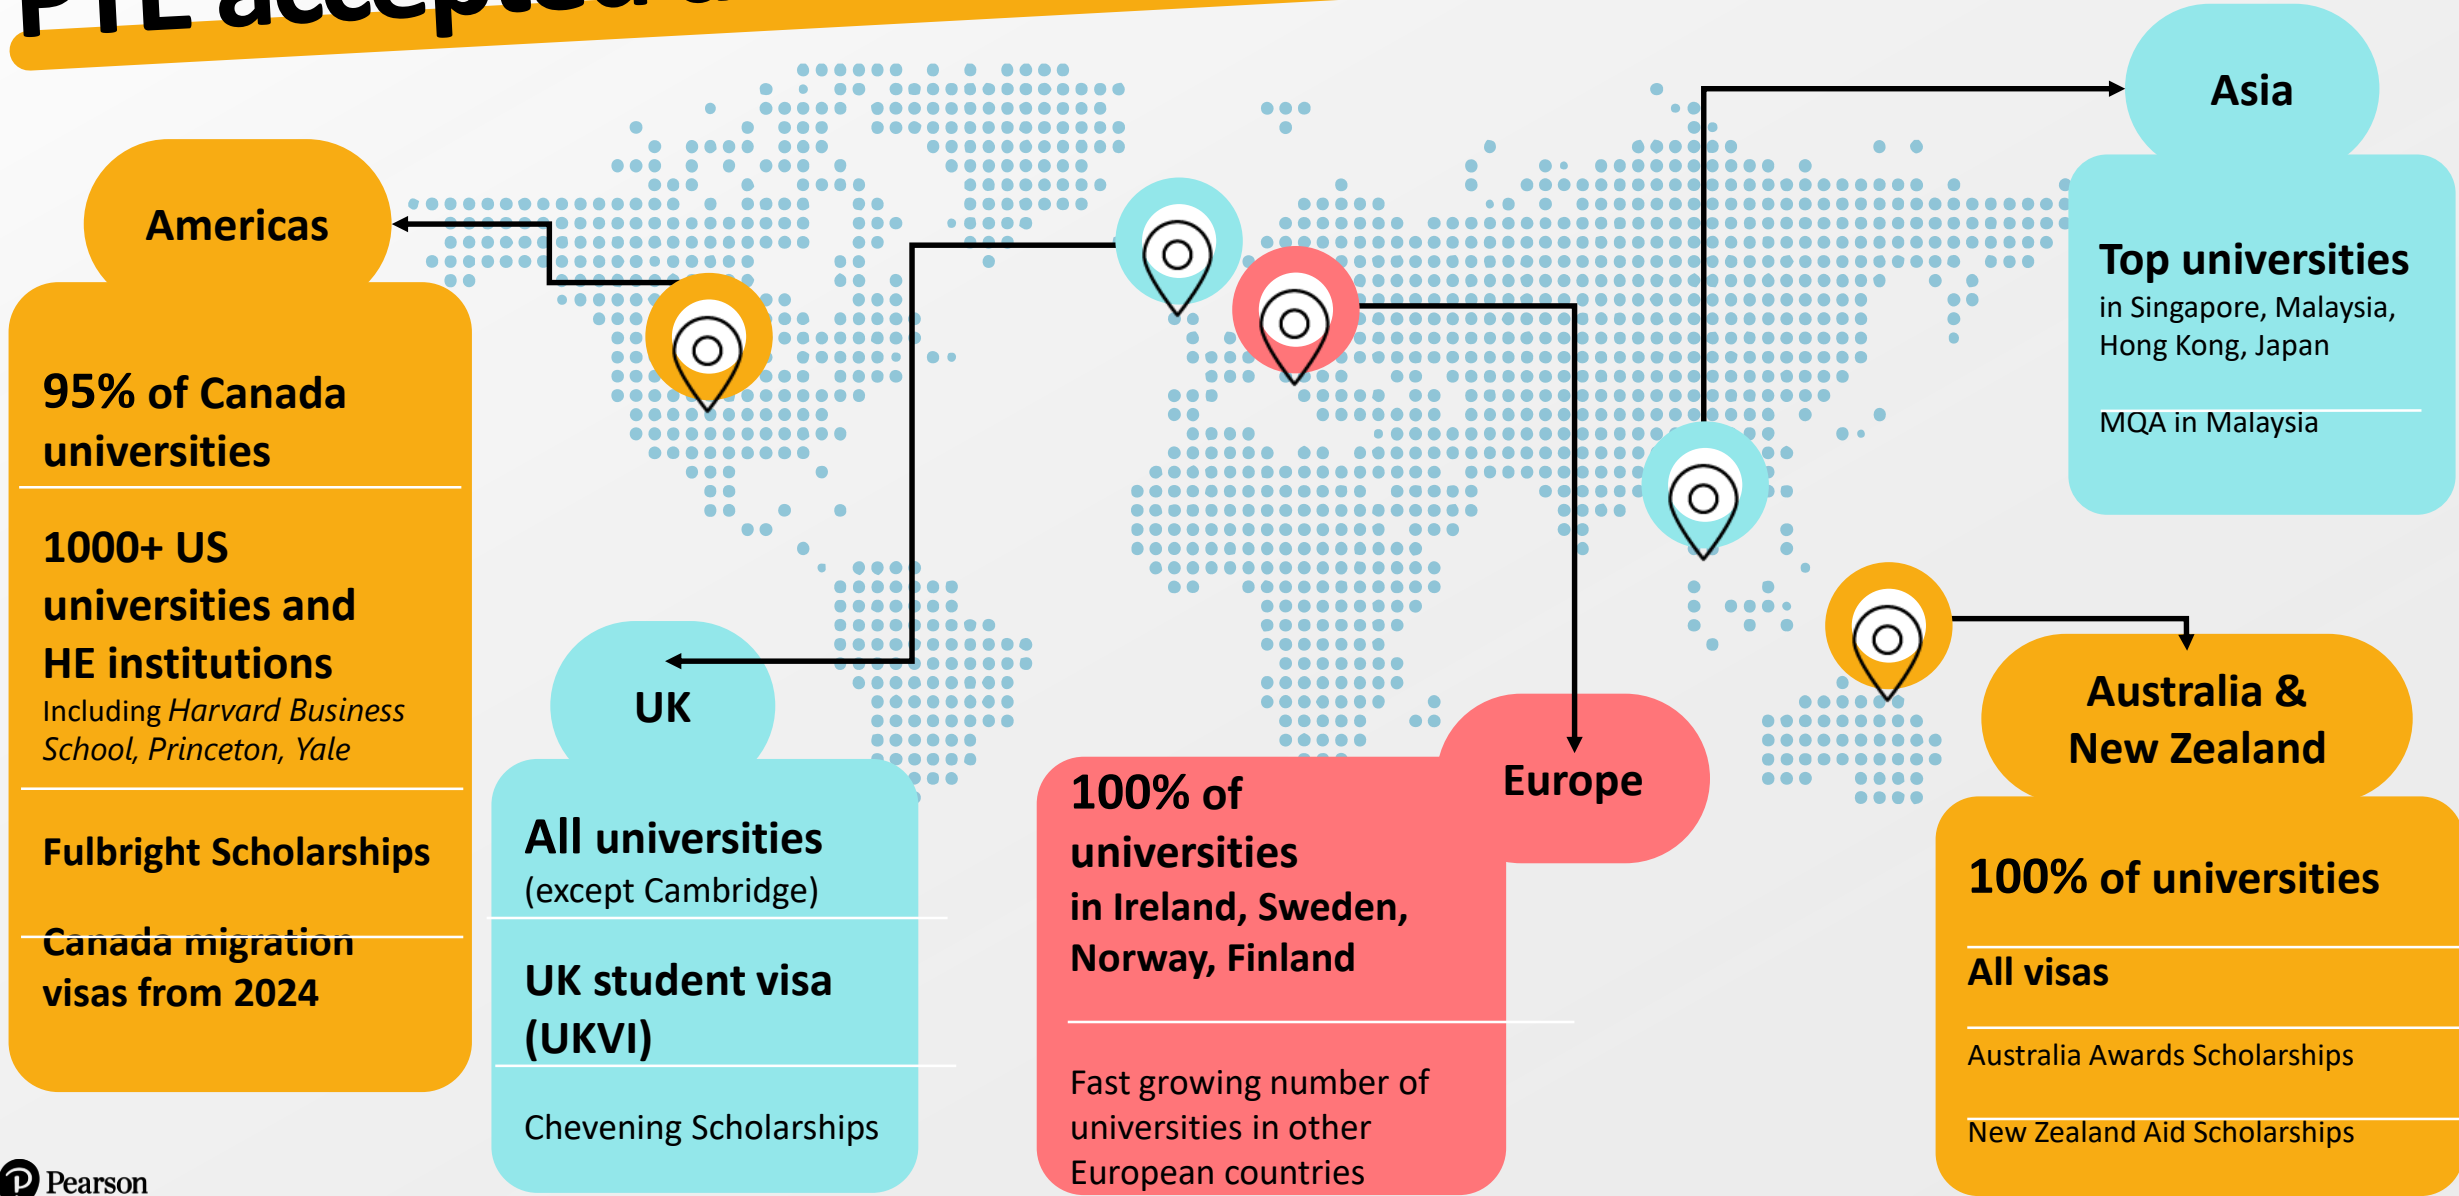 PTE accepted
Americas
95% of Canada
universities
1000+ US
universities and
HE institutions
Including Harvard Business
School, Princeton, Yale
Fulbright Scholarships
Canada migration
visas from 2024
UK
All universities
(except Cambridge)
UK student visa
(UKVI)
Chevening Scholarships
Europe
100% of
universities
in Ireland, Sweden,
Norway, Finland
Fast growing number of
universities in other
European countries
Asia
Top universities
in Singapore, Malaysia,
Hong Kong, Japan
MQA in Malaysia
Australia &
New Zealand
100% of universities
All visas
Australia Awards Scholarships
New Zealand Aid Scholarships
Pearson